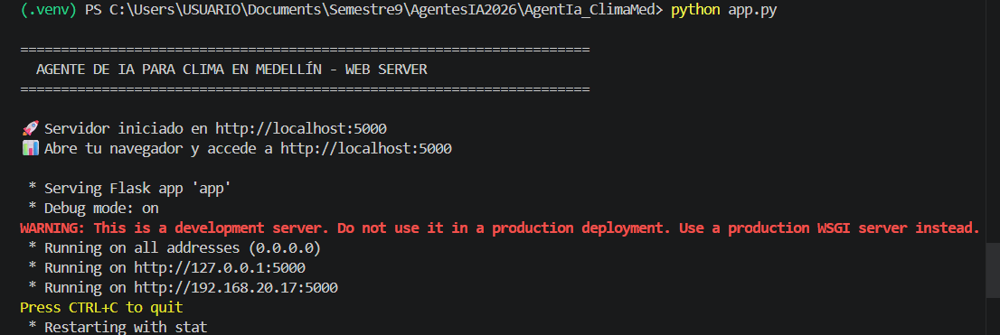 (.venv) PS C:\Users\USUARIO\Documents\Semestre9\AgentesIA2026\AgentIa_ClimaMed> python app.py
======================================================================
AGENTE DE IA PARA CLIMA EN MEDELLÍN - WEB SERVER
======================================================================
🚀 Servidor iniciado en http://localhost:5000
📊 Abre tu navegador y accede a http://localhost:5000
* Serving Flask app 'app'
* Debug mode: on
WARNING: This is a development server. Do not use it in a production deployment. Use a production WSGI server instead.
* Running on all addresses (0.0.0.0)
* Running on http://127.0.0.1:5000
* Running on http://192.168.20.17:5000
Press CTRL+C to quit
* Restarting with stat